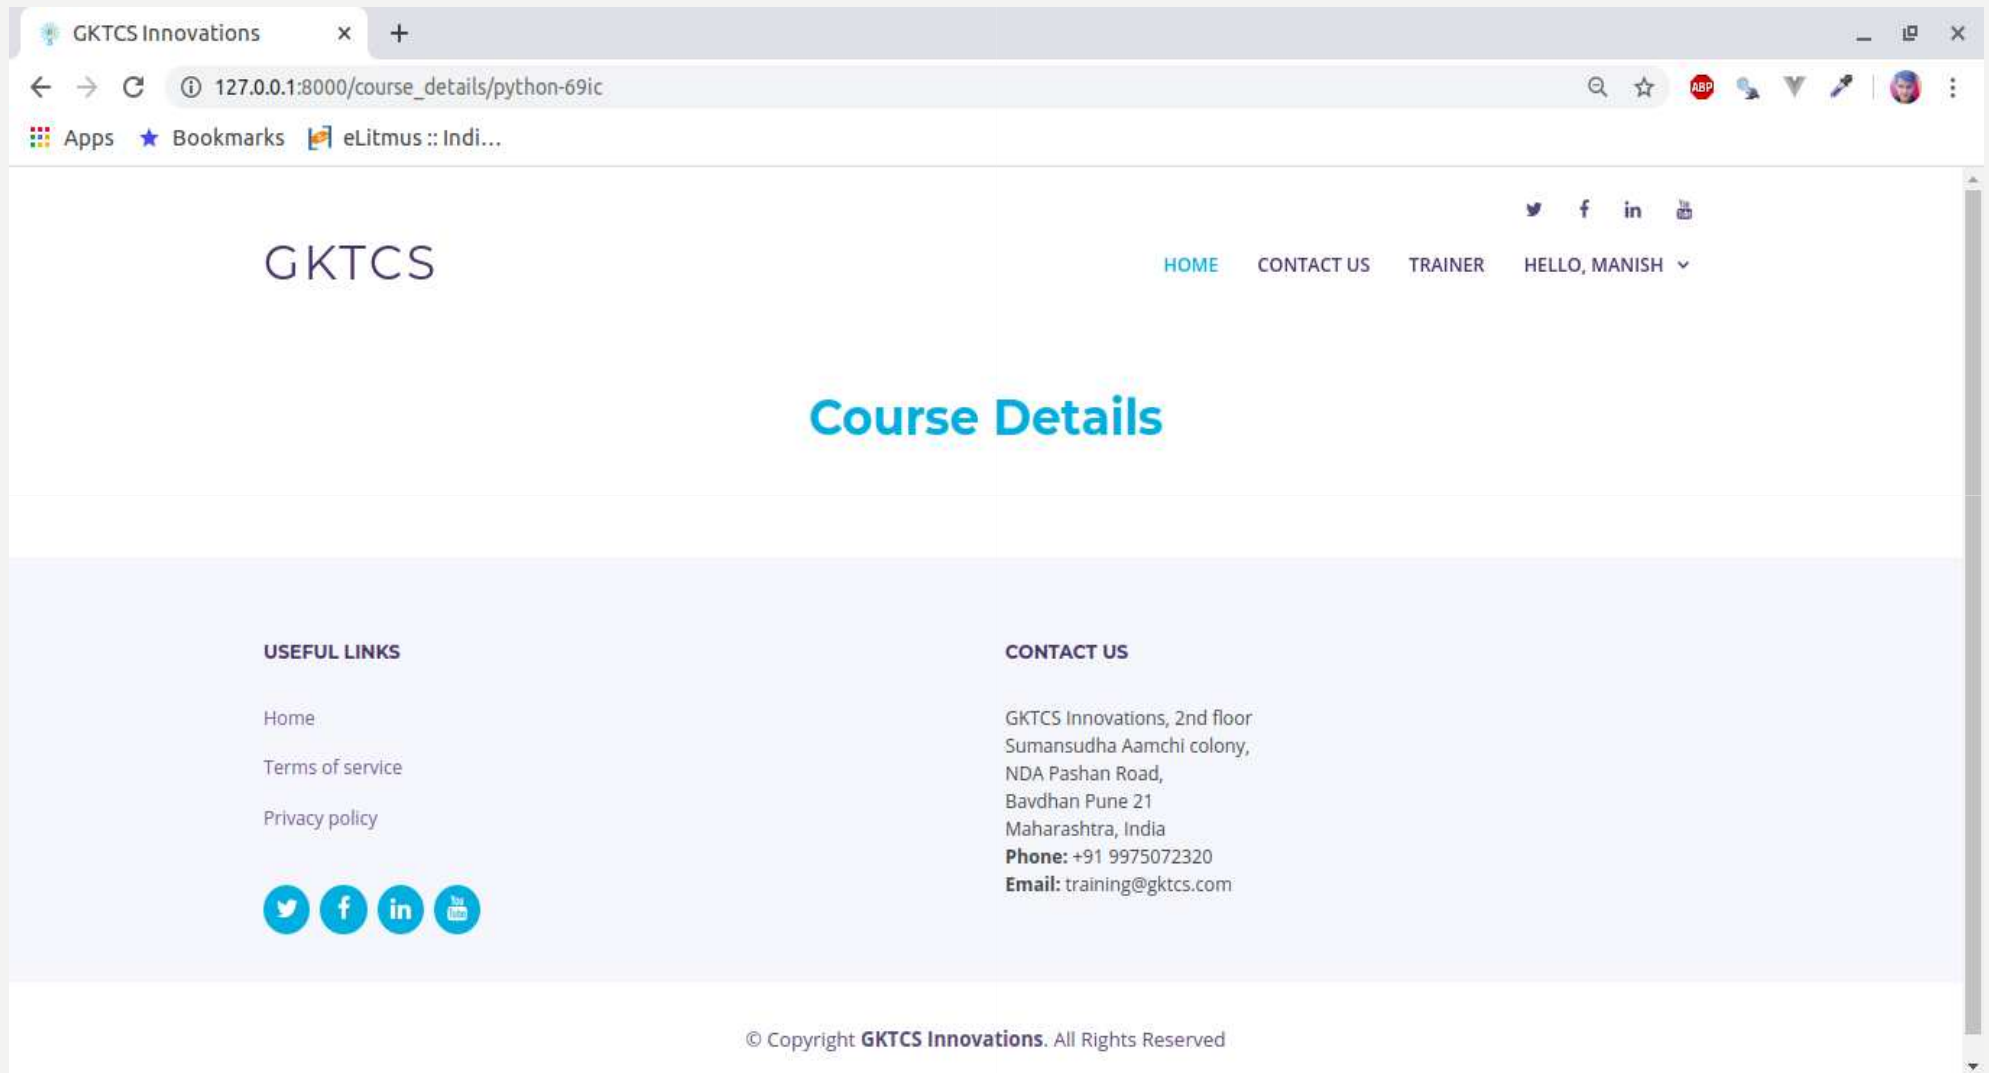 GKTCS Innovations
127.0.0.1:8000/course_details/python-69ic
ABP
Apps Bookmarks eLitmus :: Indi...
GKTCS
HOME CONTACT US TRAINER HELLO, MANISH
Course Details
USEFUL LINKS
Home
Terms of service
Privacy policy
CONTACT US
GKTCS Innovations, 2nd floor
Sumansudha Aamchi colony,
NDA Pashan Road,
Bavdhan Pune 21
Maharashtra, India
Phone: +91 9975072320
Email: training@gktcs.com
© Copyright GKTCS Innovations. All Rights Reserved